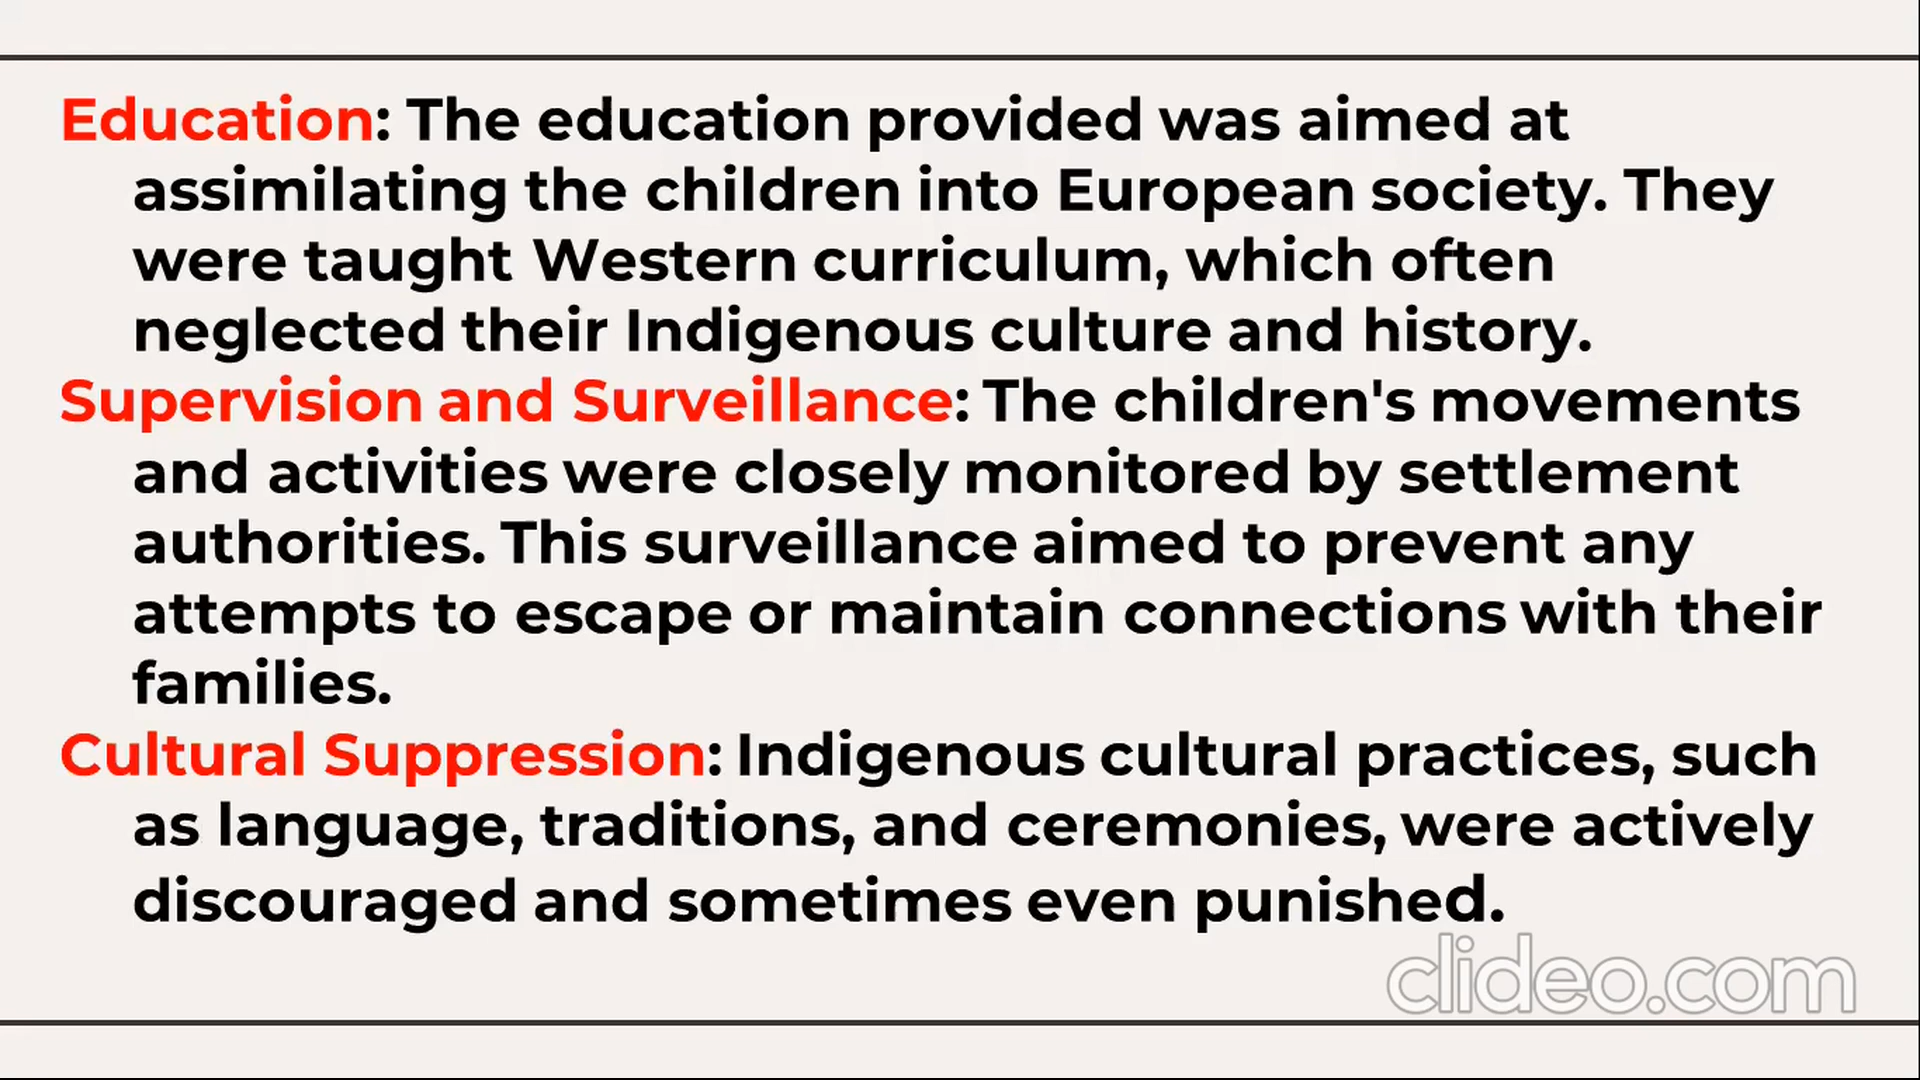 Education: The education provided was aimed at
assimilating the children into European society. They
were taught Western curriculum, which often
neglected their Indigenous culture and history.
Supervision and Surveillance: The children's movements
and activities were closely monitored by settlement
authorities. This surveillance aimed to prevent any
attempts to escape or maintain connections with their
families.
Cultural Suppression: Indigenous cultural practices, such
as language, traditions, and ceremonies, were actively
discouraged and sometimes even punished.
clideo.com